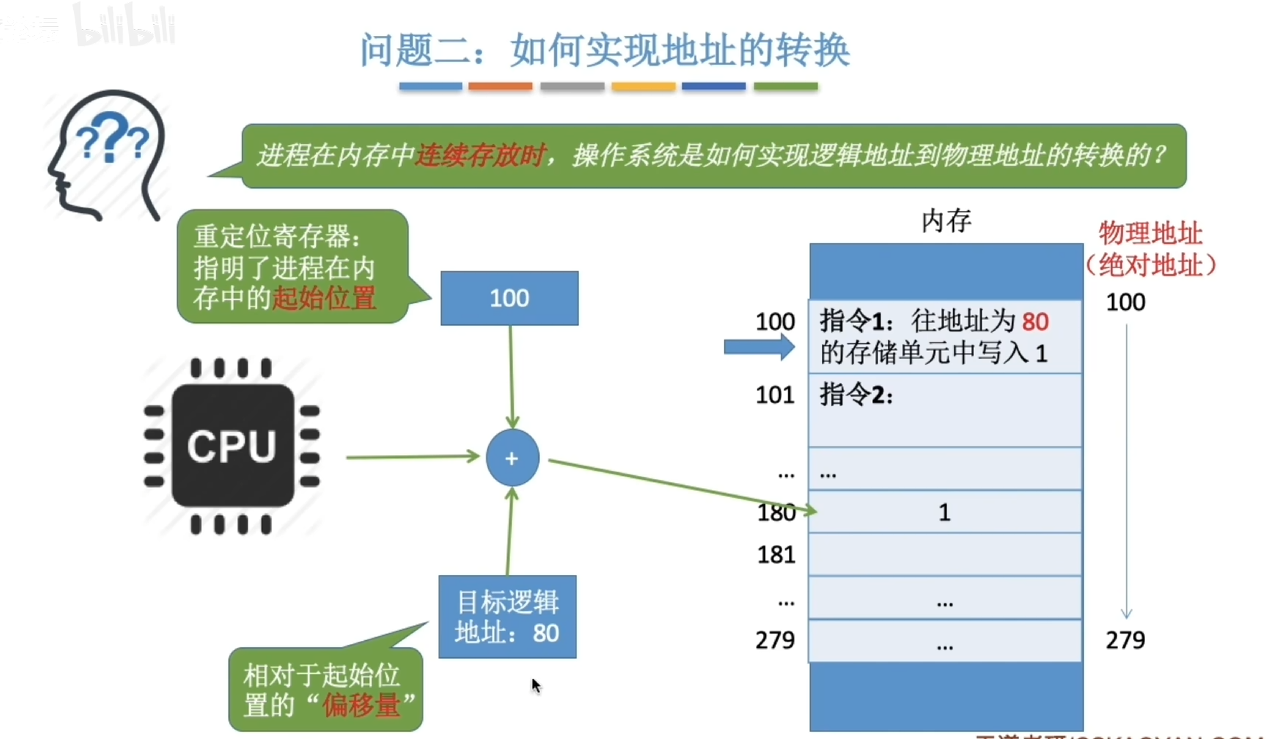 bilibili
问题二：如何实现地址的转换
???
进程在内存中连续存放时，操作系统是如何实现逻辑地址到物理地址的转换的？
重定位寄存器：
指明了进程在内
存中的起始位置
100
CPU
+
目标逻辑
地址：80
相对于起始位
置的“偏移量”
内存
物理地址
（绝对地址）
100 指令1：往地址为 80
的存储单元中写入 1
101 指令2：
... ...
180 1
181
... ...
279 ...
100
279